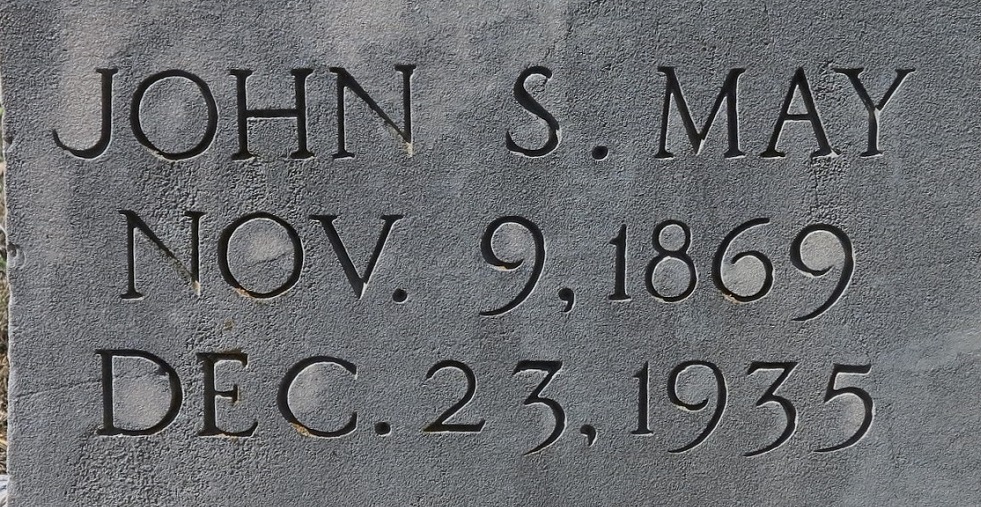 JOHN S. MAY
NOV. 9, 1869
DEC. 23, 1935